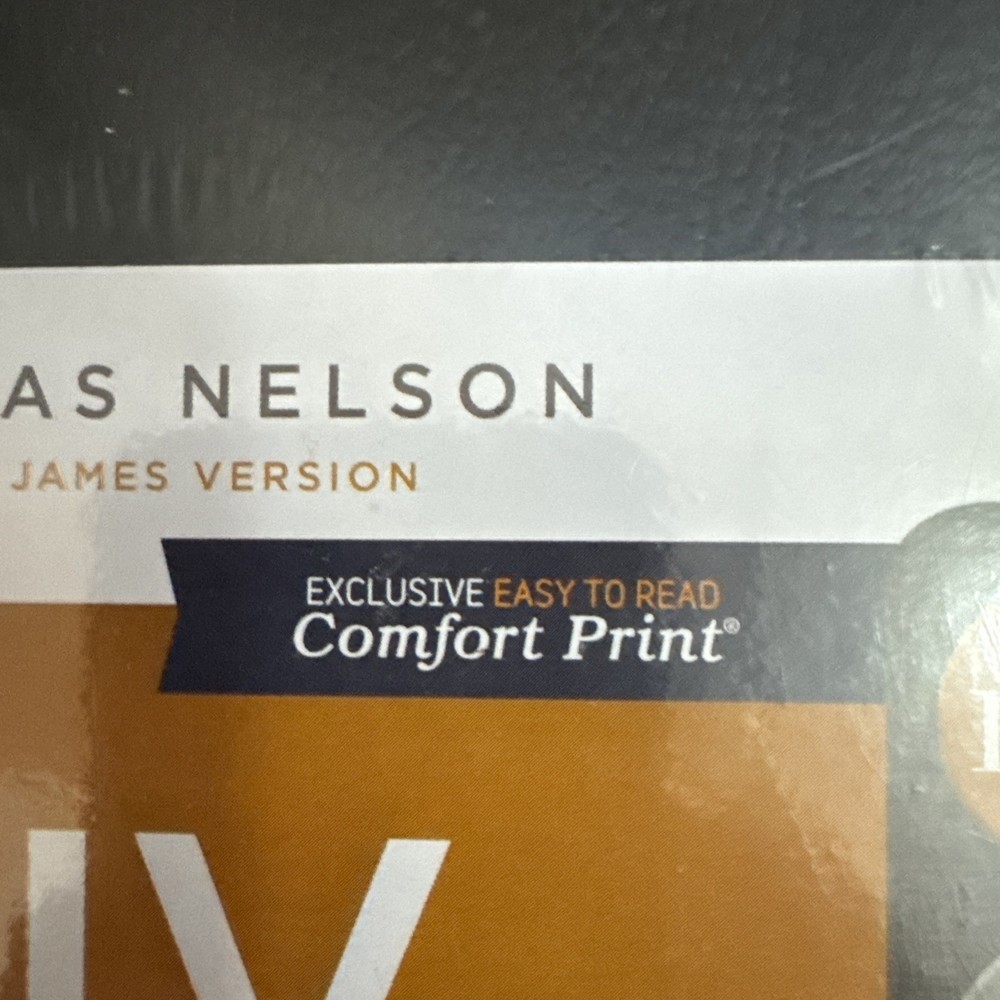 AS NELSON
JAMES VERSION
EXCLUSIVE EASY TO READ
Comfort Print®